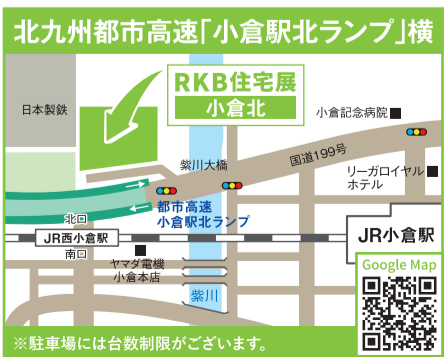 北九州都市高速「小倉駅北ランプ」横
RKB住宅展
小倉北
日本製鉄
小倉記念病院
紫川大橋
国道199号
リーガロイヤル
ホテル
都市高速
小倉駅北ランプ
北口
JR西小倉駅
南口
JR小倉駅
ヤマダ電機
小倉本店
紫川
Google Map
※駐車場には台数制限がございます。